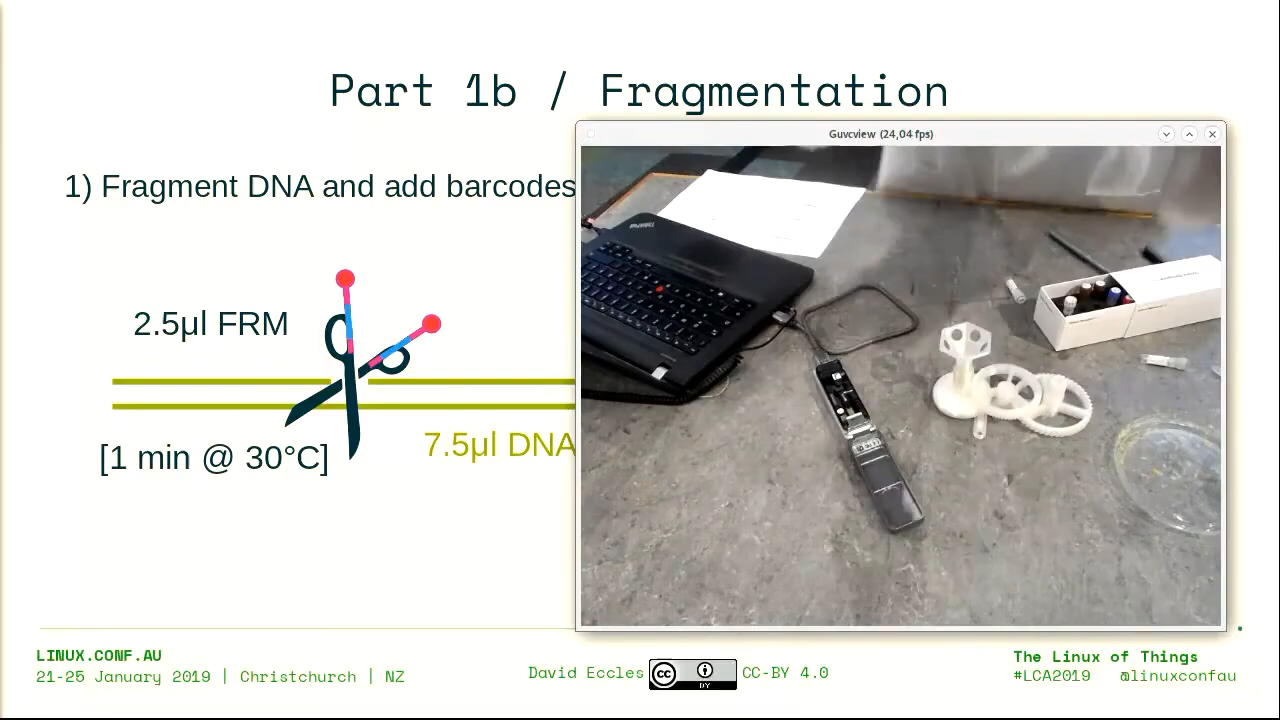 Part 1b / Fragmentation
Guvcview (24,04 fps)
1) Fragment DNA and add barcodes
2.5µl FRM
7.5µl DNA
[1 min @ 30°C]
LINUX.CONF.AU
21-25 January 2019 | Christchurch | NZ
David Eccles
cc
BY
CC-BY 4.0
The Linux of Things
#LCA2019 @linuxconfau